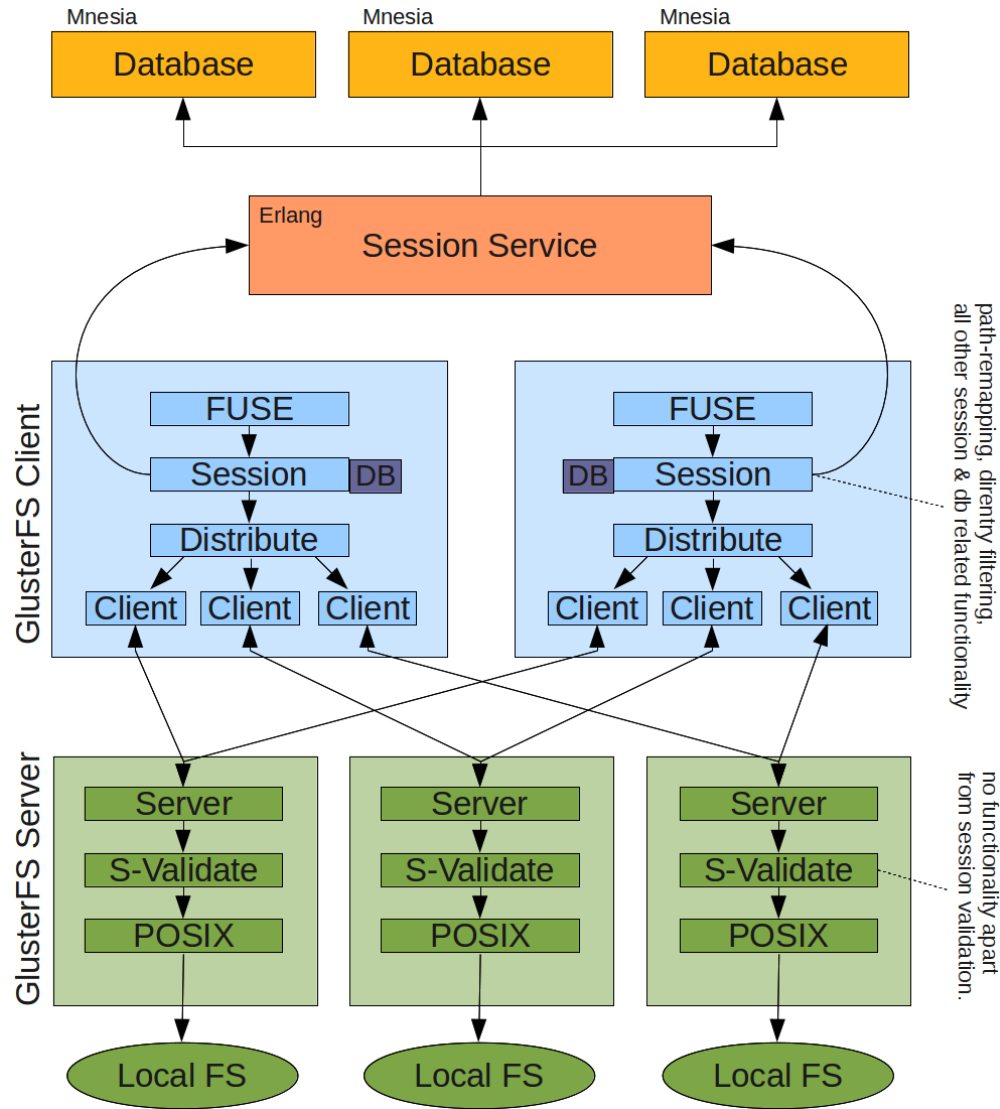 Mnesia
Mnesia
Mnesia
Database
Database
Database
Erlang
Session Service
GlusterFS Client
FUSE
Session
DB
Distribute
Client
Client
Client
FUSE
DB
Session
Distribute
Client
Client
Client
path-remapping, direntry filtering,
all other session & db related functionality
GlusterFS Server
Server
S-Validate
POSIX
Server
S-Validate
POSIX
Server
S-Validate
POSIX
no functionality apart
from session validation.
Local FS
Local FS
Local FS